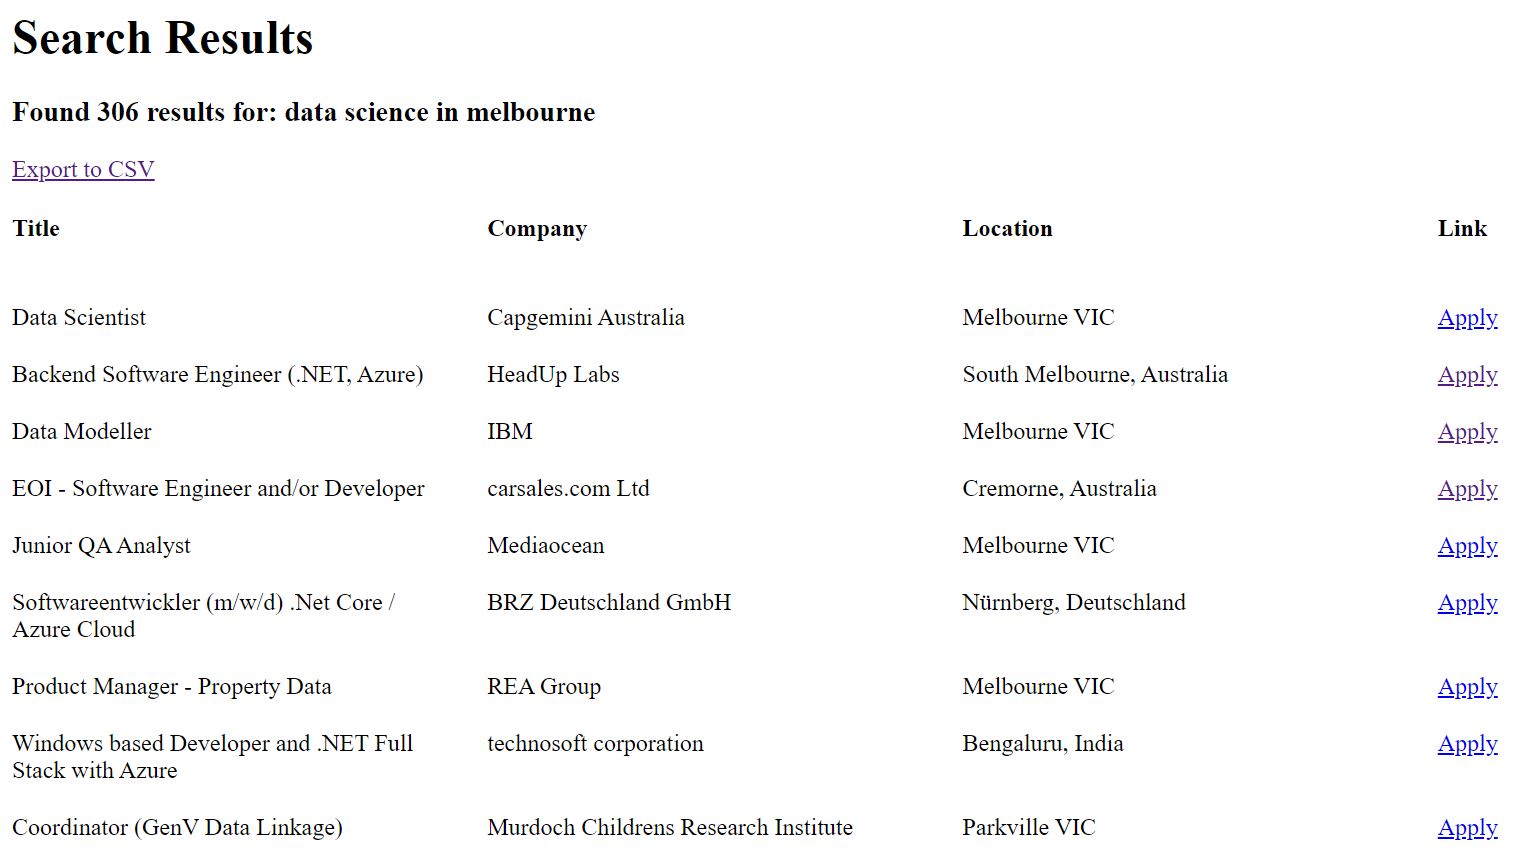 Search Results
Found 306 results for: data science in melbourne
Export to CSV
Title Company Location Link
Data Scientist Capgemini Australia Melbourne VIC Apply
Backend Software Engineer (.NET, Azure) HeadUp Labs South Melbourne, Australia Apply
Data Modeller IBM Melbourne VIC Apply
EOI - Software Engineer and/or Developer carsales.com Ltd Cremorne, Australia Apply
Junior QA Analyst Mediaocean Melbourne VIC Apply
Softwareentwickler (m/w/d) .Net Core / BRZ Deutschland GmbH Nürnberg, Deutschland Apply
Azure Cloud
Product Manager - Property Data REA Group Melbourne VIC Apply
Windows based Developer and .NET Full technosoft corporation Bengaluru, India Apply
Stack with Azure
Coordinator (GenV Data Linkage) Murdoch Childrens Research Institute Parkville VIC Apply